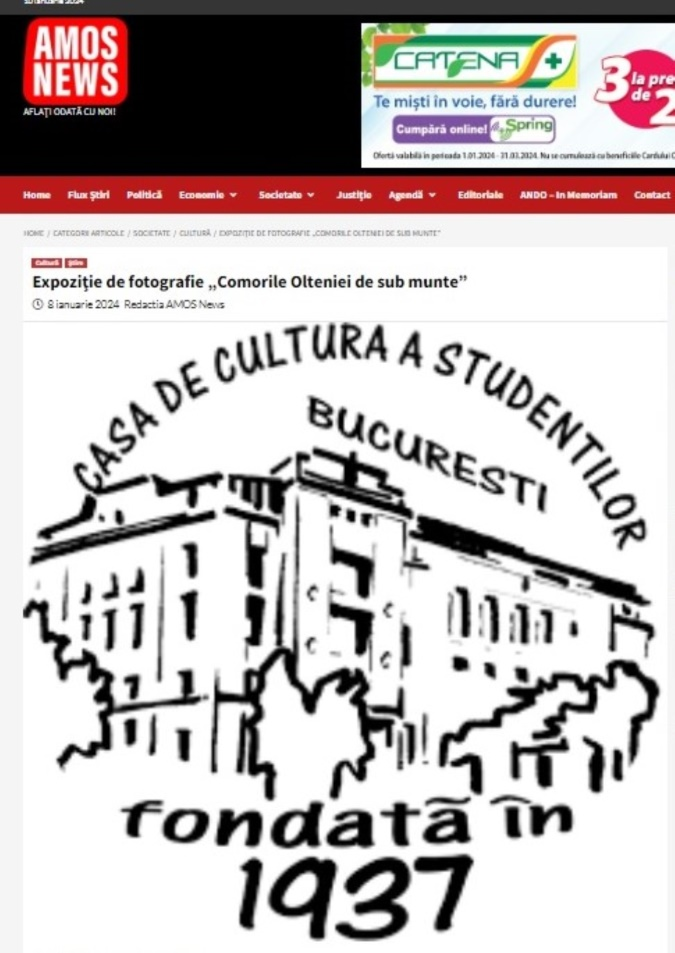 10 ianuarie 2024
AMOS
NEWS
AFLAȚI ODATĂ CU NOI!
CATENA
Te miști în voie, fără durere!
Cumpără online! Spring
3 la pre
de 2
Ofertă valabilă în perioada 1.01.2024 - 31.03.2024. Nu se cumulează cu beneficiile Cardului C
Home Flux Știri Politică Economie Societate Justiție Agendă Editoriale ANDO – In Memoriam Contact
HOME / CATEGORII ARTICOLE / SOCIETATE / CULTURĂ / EXPOZIȚIE DE FOTOGRAFIE „COMORILE OLTENIEI DE SUB MUNTE”
Cultură Știri
Expoziție de fotografie „Comorile Olteniei de sub munte”
8 ianuarie 2024 Redactia AMOS News
CASA DE CULTURA A STUDENTILOR
BUCURESTI
fondată în
1937